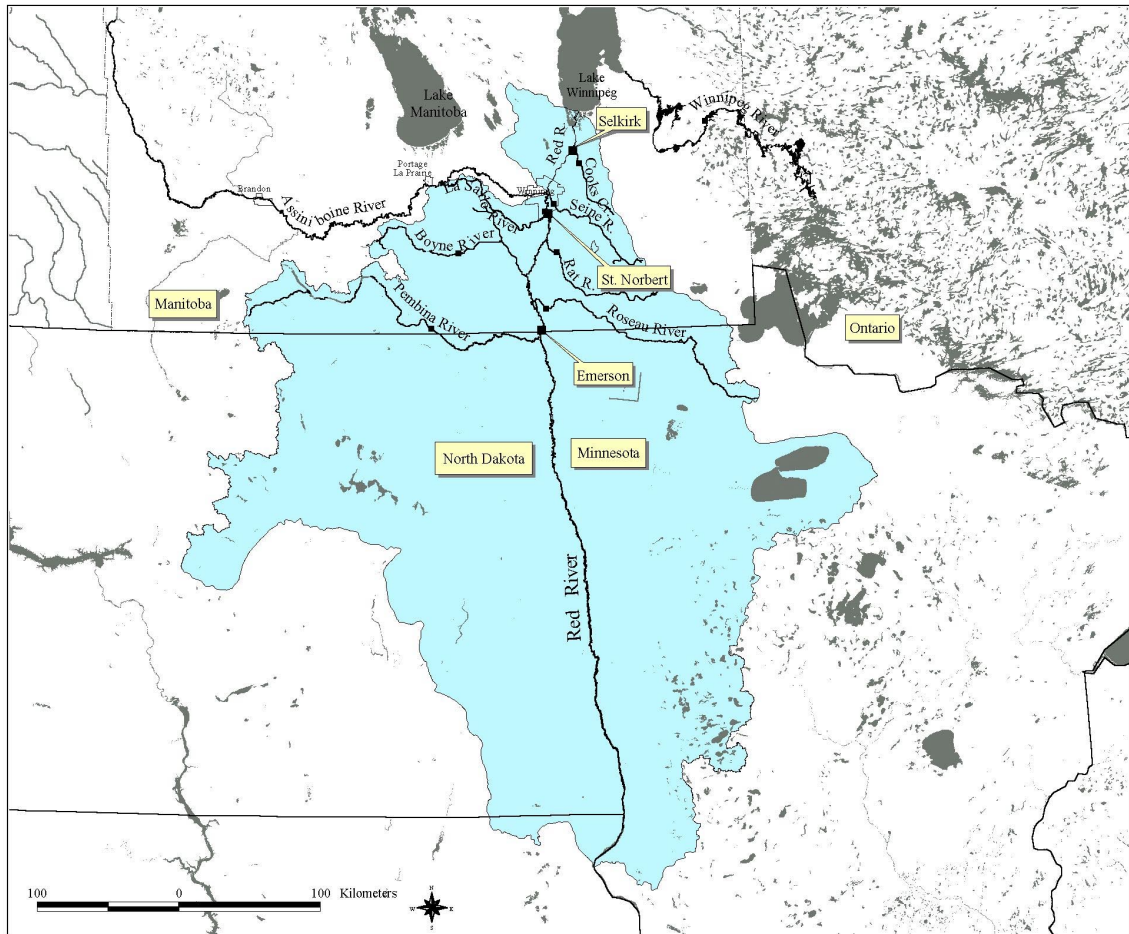 Lake
Winnipeg
Lake
Manitoba
Winnipeg River
Selkirk
Red R.
Portage
La Prairie
Cooks Cr.
Brandon
La Salle River
Winnipeg
Assiniboine River
Seine R.
Boyne River
St. Norbert
Rat R.
Manitoba
Pembina River
Roseau River
Ontario
Emerson
North Dakota
Minnesota
Red River
100 0 100 Kilometers
N
W E
S